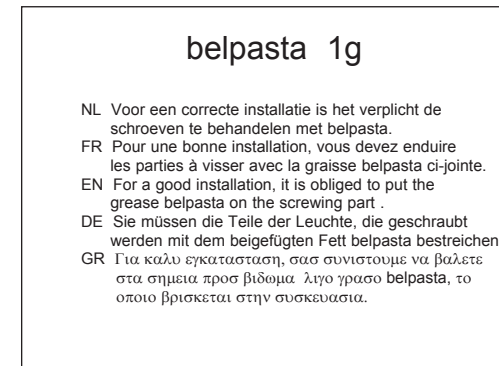 belpasta 1g
NL Voor een correcte installatie is het verplicht de
schroeven te behandelen met belpasta.
FR Pour une bonne installation, vous devez enduire
les parties à visser avec la graisse belpasta ci-jointe.
EN For a good installation, it is obliged to put the
grease belpasta on the screwing part .
DE Sie müssen die Teile der Leuchte, die geschraubt
werden mit dem beigefügten Fett belpasta bestreichen
GR Για καλυ εγκατασταση, σασ συνιστουμε να βαλετε
στα σημεια προσ βιδωμα λιγο γρασο belpasta, το
οποιο βρισκεται στην συσκευασια.